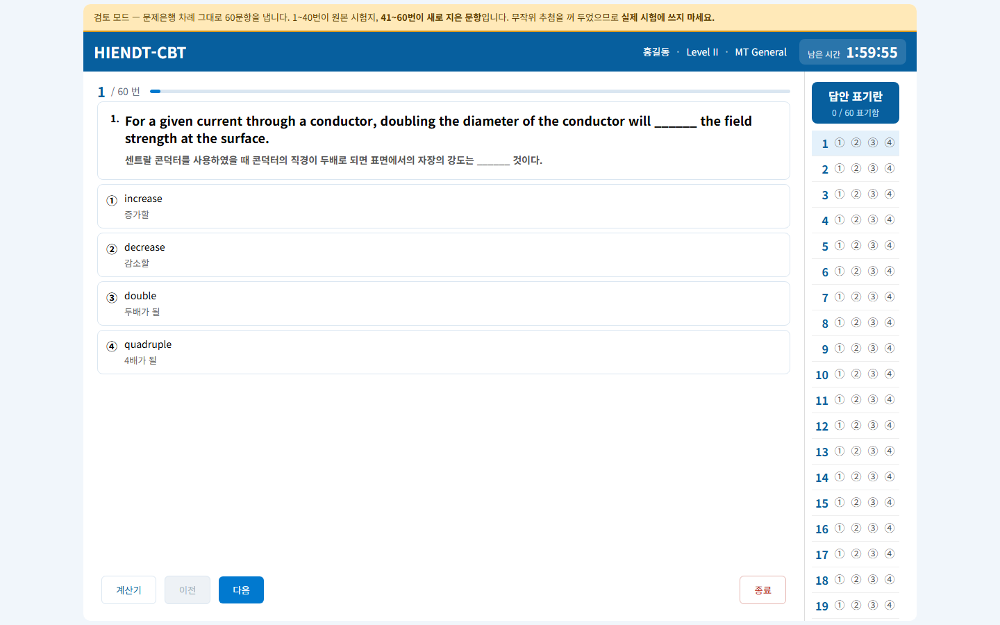 검토 모드 — 문제은행 차례 그대로 60문항을 냅니다. 1~40번이 원본 시험지, 41~60번이 새로 지은 문항입니다. 무작위 추첨을 꺼 두었으므로 실제 시험에 쓰지 마세요.
HIENDT-CBT
홍길동 · Level II · MT General
남은 시간 1:59:55
1 / 60 번
1. For a given current through a conductor, doubling the diameter of the conductor will ______ the field
strength at the surface.
센트랄 콘덕터를 사용하였을 때 콘덕터의 직경이 두배로 되면 표면에서의 자장의 강도는 ______ 것이다.
① increase
증가할
② decrease
감소할
③ double
두배가 될
④ quadruple
4배가 될
계산기 이전 다음 종료
답안 표기란
0 / 60 표기함
1 ① ② ③ ④
2 ① ② ③ ④
3 ① ② ③ ④
4 ① ② ③ ④
5 ① ② ③ ④
6 ① ② ③ ④
7 ① ② ③ ④
8 ① ② ③ ④
9 ① ② ③ ④
10 ① ② ③ ④
11 ① ② ③ ④
12 ① ② ③ ④
13 ① ② ③ ④
14 ① ② ③ ④
15 ① ② ③ ④
16 ① ② ③ ④
17 ① ② ③ ④
18 ① ② ③ ④
19 ① ② ③ ④